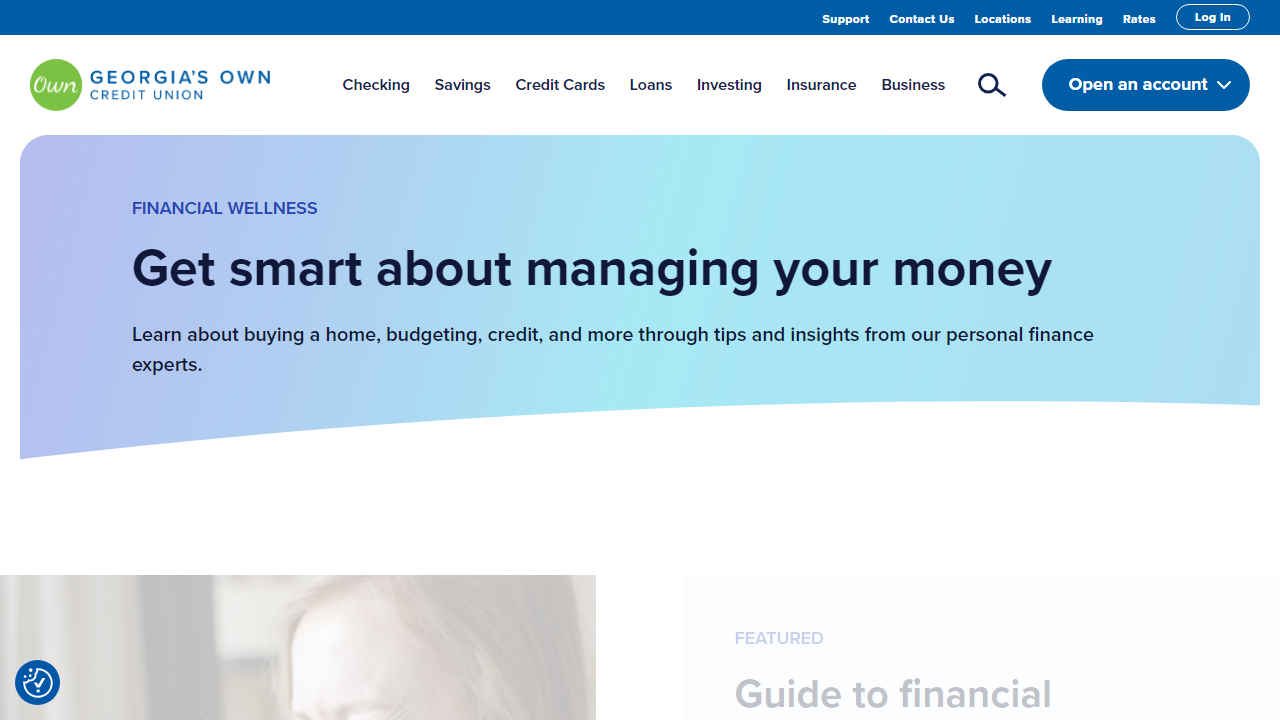 Support Contact Us Locations Learning Rates Log In
Own GEORGIA'S OWN
CREDIT UNION
Checking Savings Credit Cards Loans Investing Insurance Business Open an account
FINANCIAL WELLNESS
Get smart about managing your money
Learn about buying a home, budgeting, credit, and more through tips and insights from our personal finance
experts.
FEATURED
Guide to financial